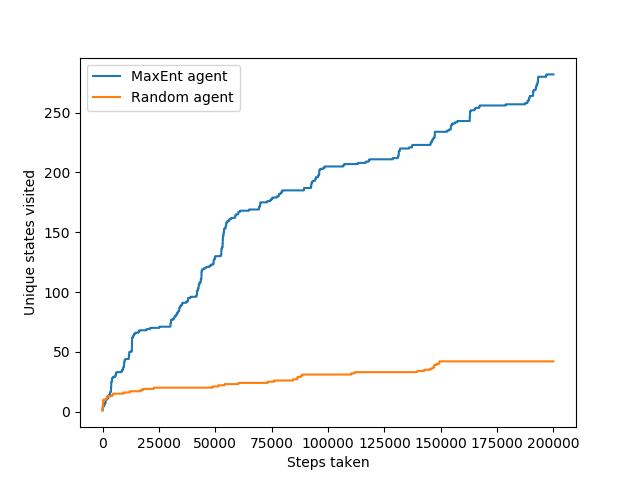 MaxEnt agent
Random agent
250
200
150
100
50
0
Unique states visited
0 25000 50000 75000 100000 125000 150000 175000 200000
Steps taken